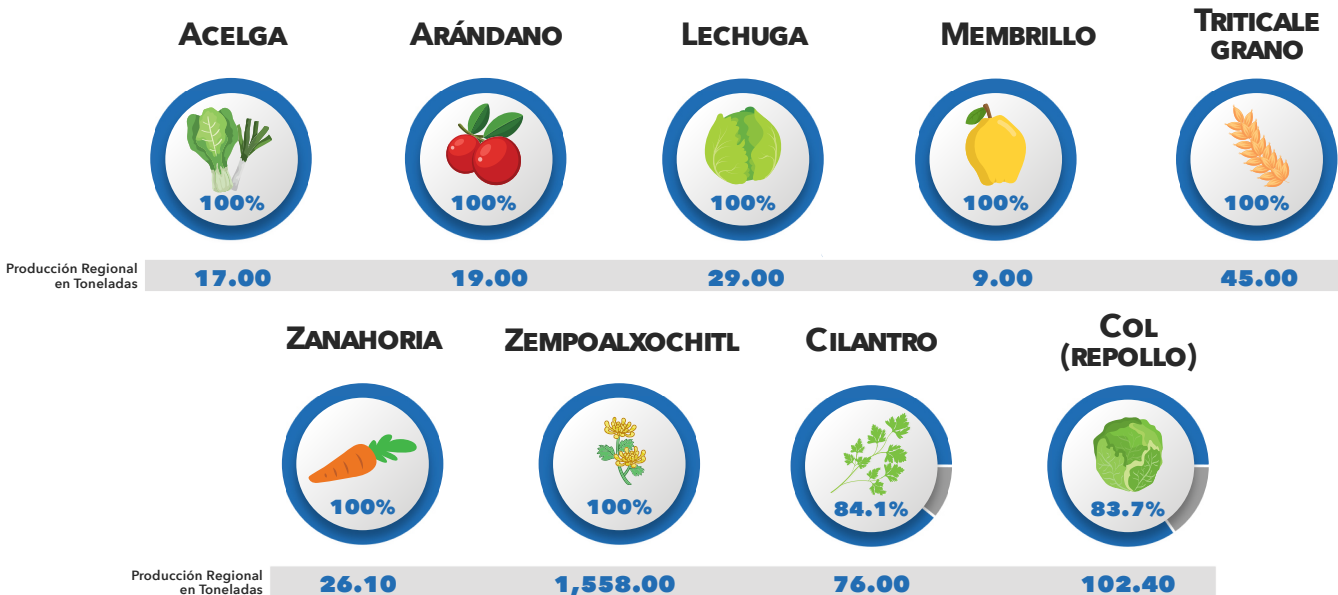 ACELGA
ARÁNDANO
LECHUGA
MEMBRILLO
TRITICALE
GRANO
100%
100%
100%
100%
100%
Producción Regional
en Toneladas
17.00
19.00
29.00
9.00
45.00
ZANAHORIA
ZEMPOALXOCHITL
CILANTRO
COL
(REPOLLO)
100%
100%
84.1%
83.7%
Producción Regional
en Toneladas
26.10
1,558.00
76.00
102.40